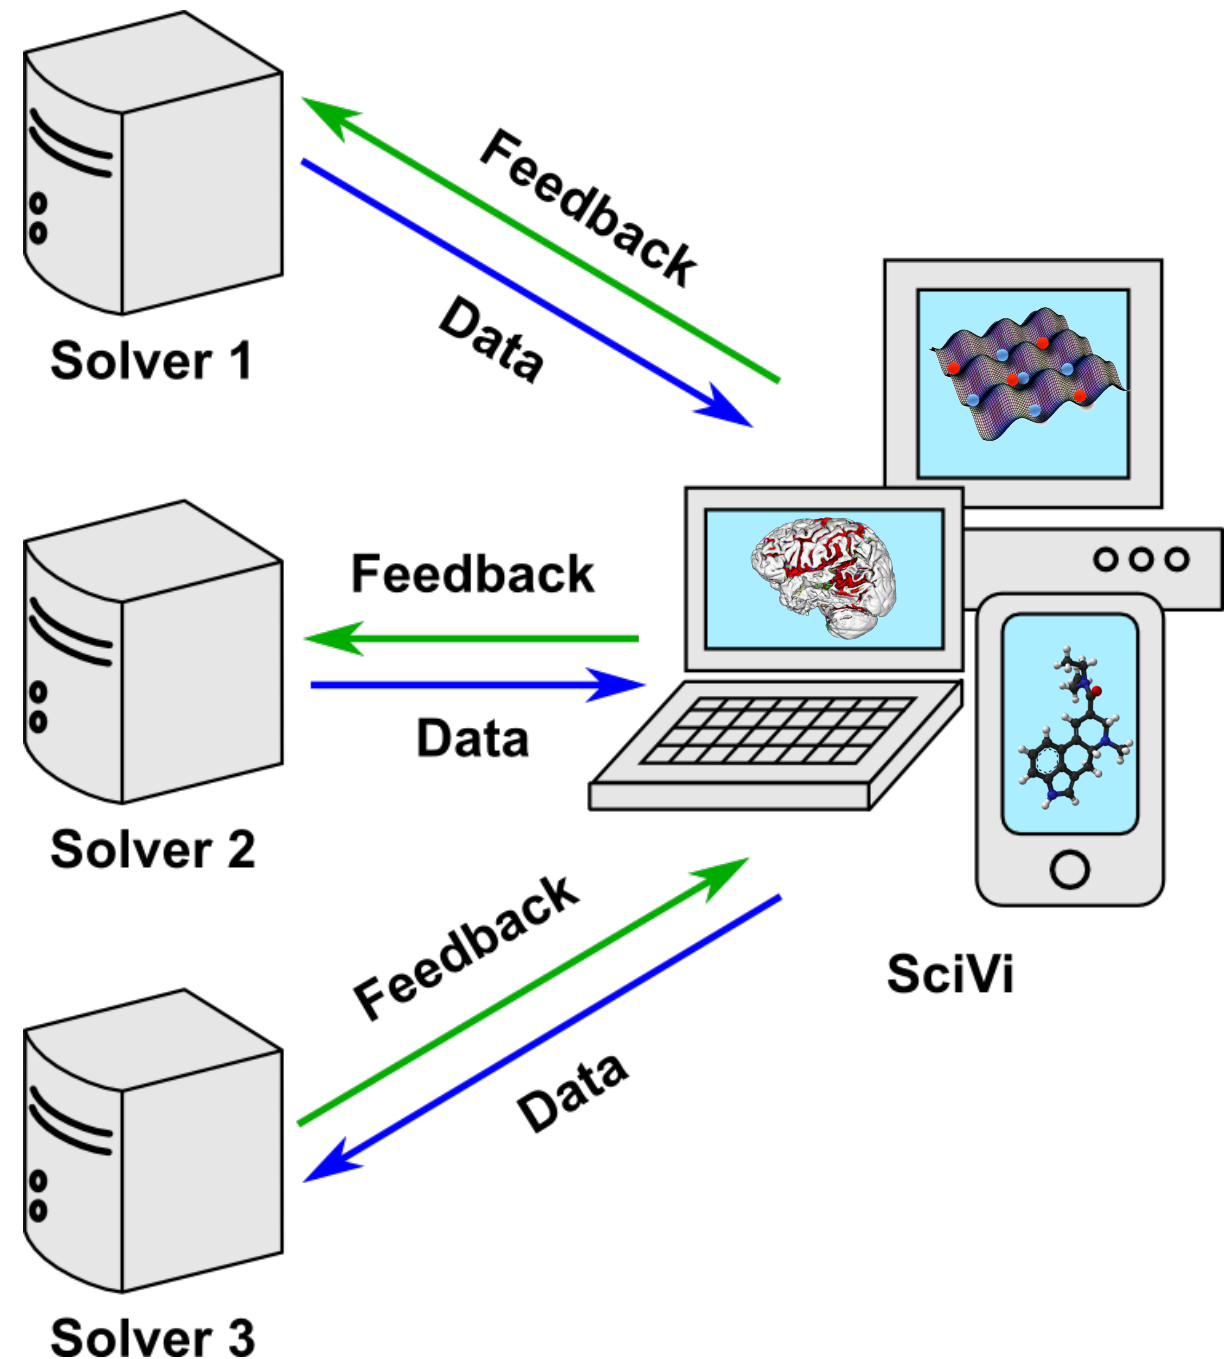 Feedback
Data
Solver 1
Feedback
Data
Solver 2
Feedback
Data
SciVi
Solver 3